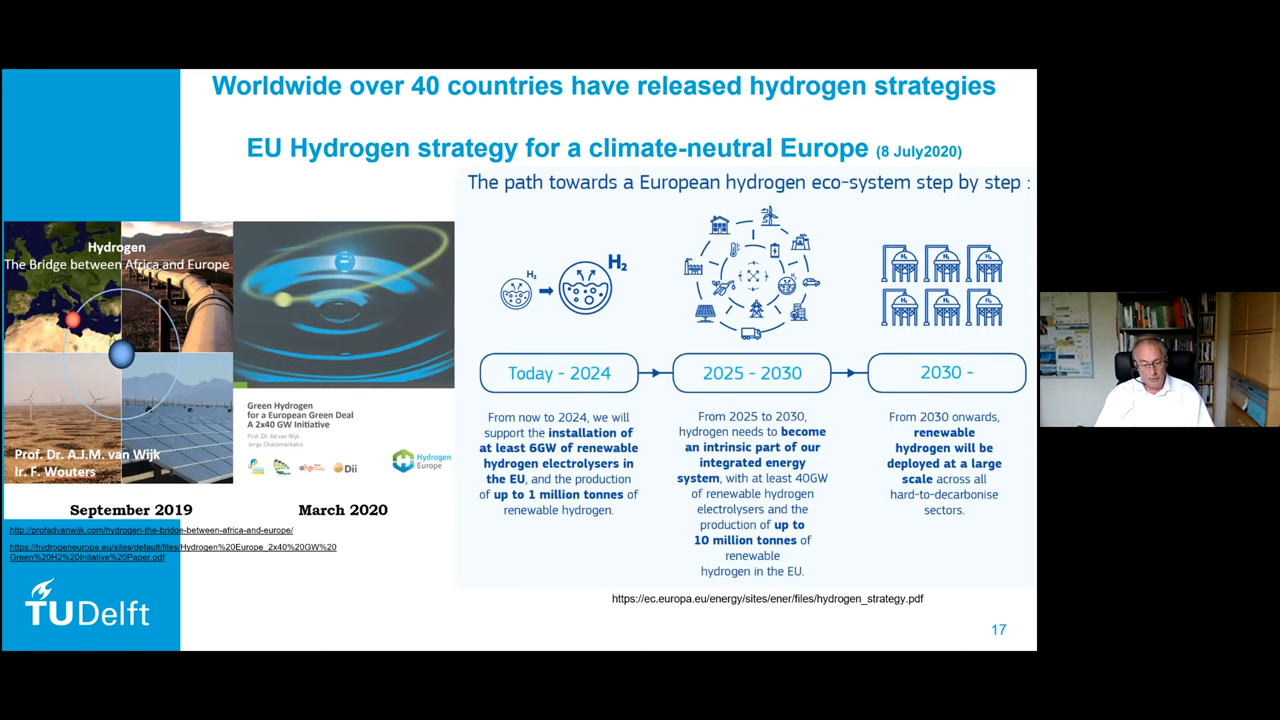 Worldwide over 40 countries have released hydrogen strategies
EU Hydrogen strategy for a climate-neutral Europe (8 July2020)
The path towards a European hydrogen eco-system step by step :
Hydrogen
The Bridge between Africa and Europe
Prof. Dr. A.J.M. van Wijk
Ir. F. Wouters
September 2019
Green Hydrogen
for a European Green Deal
A 2x40 GW Initiative
Prof. Dr. Ad van Wijk
Jorgo Chatzimarkakis
Dii
Hydrogen
Europe
March 2020
http://profadvanwijk.com/hydrogen-the-bridge-between-africa-and-europe/
https://hydrogeneurope.eu/sites/default/files/Hydrogen%20Europe_2x40%20GW%20
Green%20H2%20Initative%20Paper.pdf
H₂
H₂
Today - 2024
From now to 2024, we will
support the installation of
at least 6GW of renewable
hydrogen electrolysers in
the EU, and the production
of up to 1 million tonnes of
renewable hydrogen.
2025 - 2030
From 2025 to 2030,
hydrogen needs to become
an intrinsic part of our
integrated energy
system, with at least 40GW
of renewable hydrogen
electrolysers and the
production of up to
10 million tonnes of
renewable
hydrogen in the EU.
2030 -
From 2030 onwards,
renewable
hydrogen will be
deployed at a large
scale across all
hard-to-decarbonise
sectors.
https://ec.europa.eu/energy/sites/ener/files/hydrogen_strategy.pdf
TU Delft
17